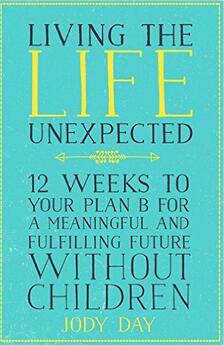 LIVING THE
LIFE
UNEXPECTED
12 WEEKS TO
YOUR PLAN B FOR
A MEANINGFUL AND
FULFILLING FUTURE
WITHOUT
CHILDREN
JODY DAY